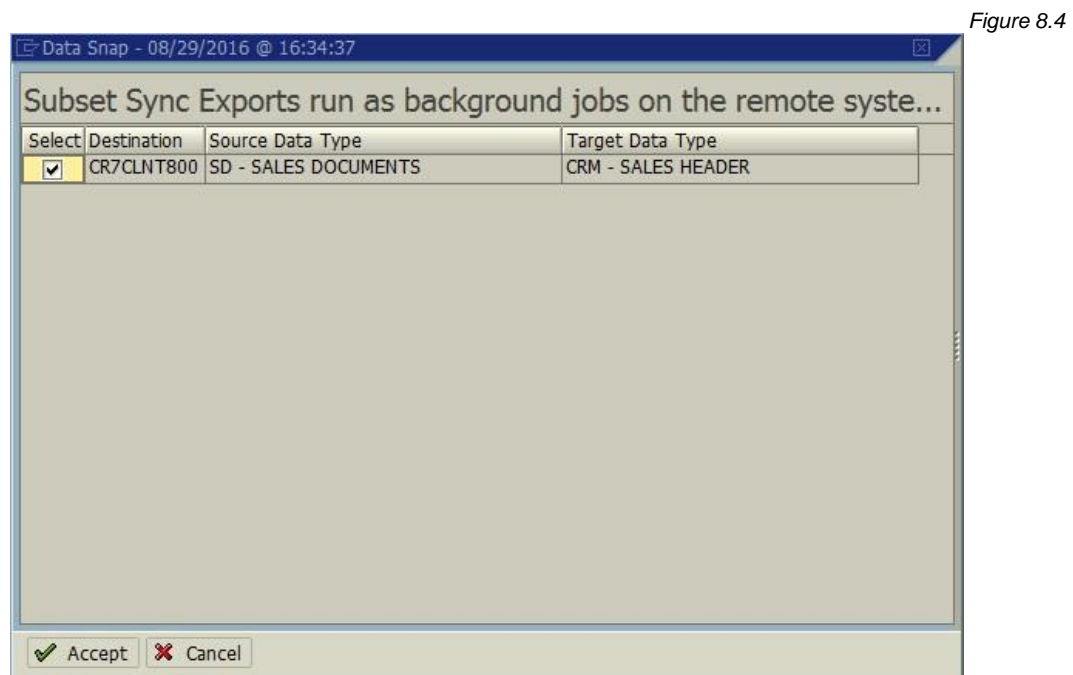 Figure 8.4
Data Snap - 08/29/2016 @ 16:34:37
Subset Sync Exports run as background jobs on the remote syste...
Select Destination Source Data Type Target Data Type
CR7CLNT800 SD - SALES DOCUMENTS CRM - SALES HEADER
Accept Cancel